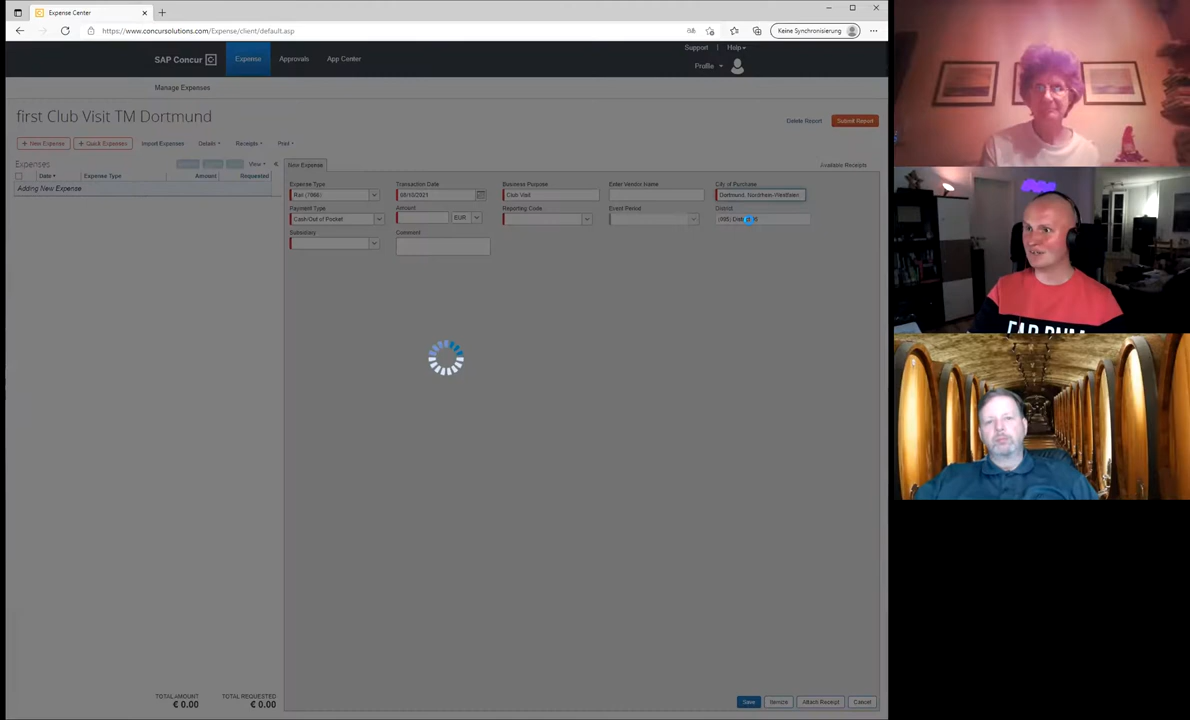 Expense Center
https://www.concursolutions.com/Expense/client/default.asp
Keine Synchronisierung
Support | Help
SAP Concur C
Expense
Approvals
App Center
Profile
Manage Expenses
first Club Visit TM Dortmund
Delete Report
Submit Report
+ New Expense
+ Quick Expenses
Import Expenses
Details
Receipts
Print
Expenses
View
New Expense
Available Receipts
Date
Expense Type
Amount
Requested
Adding New Expense
Expense Type
Transaction Date
Business Purpose
Enter Vendor Name
City of Purchase
Rail (7066)
08/10/2021
Club Visit
Dortmund, Nordrhein-Westfalen
Payment Type
Amount
Reporting Code
Event Period
District
Cash/Out of Pocket
EUR
(095) District
Subsidiary
Comment
TOTAL AMOUNT
€ 0.00
TOTAL REQUESTED
€ 0.00
Save
Itemize
Attach Receipt
Cancel